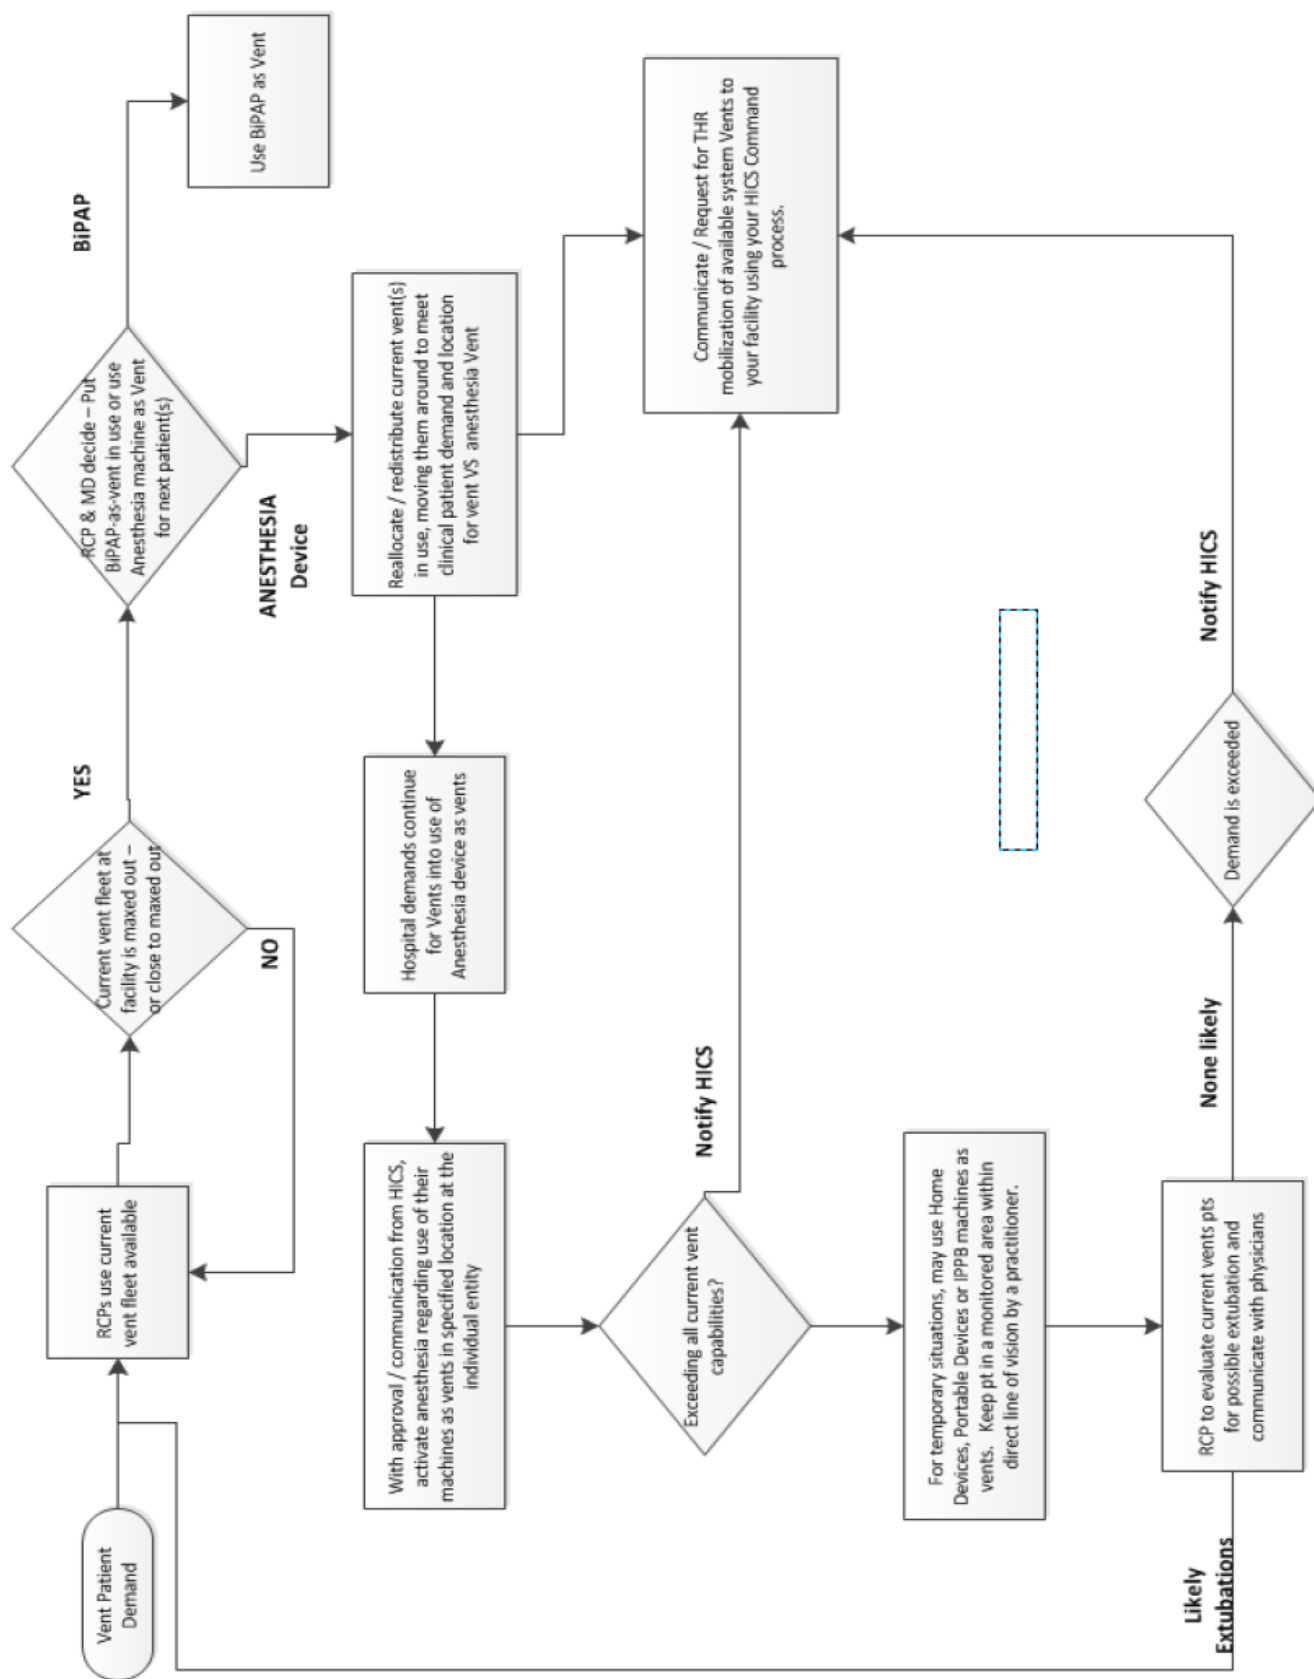 Vent Patient
Demand
RCPs use current
vent fleet available
Current vent fleet at
facility is maxed out –
or close to maxed out
YES
NO
RCP & MD decide – Put
BiPAP-as-vent in use or use
Anesthesia machine as Vent
for next patient(s)
BiPAP
Use BiPAP as Vent
ANESTHESIA
Device
Reallocate / redistribute current vent(s)
in use, moving them around to meet
clinical patient demand and location
for vent VS anesthesia Vent
Hospital demands continue
for Vents into use of
Anesthesia device as vents
With approval / communication from HICS,
activate anesthesia regarding use of their
machines as vents in specified location at the
individual entity
Exceeding all current vent
capabilities?
Notify HICS
Communicate / Request for THR
mobilization of available system Vents to
your facility using your HICS Command
process.
For temporary situations, may use Home
Devices, Portable Devices or IPPB machines as
vents. Keep pt in a monitored area within
direct line of vision by a practitioner.
RCP to evaluate current vents pts
for possible extubation and
communicate with physicians
Likely
Extubations
None likely
Demand is exceeded
Notify HICS